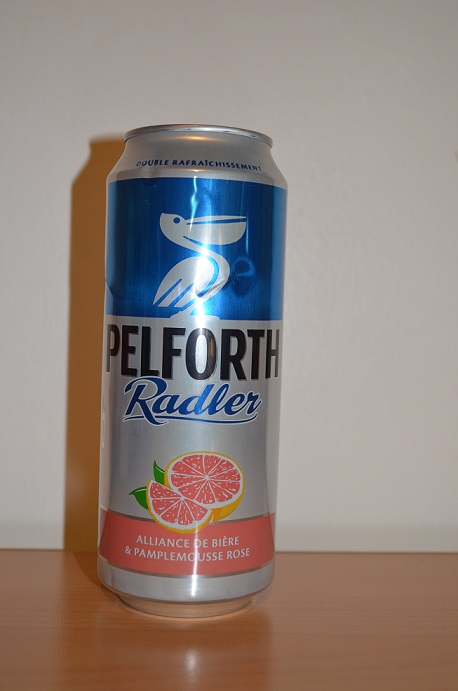 DOUBLE RAFRAÎCHISSEMENT
PELFORTH
Radler
ALLIANCE DE BIÈRE
& PAMPLEMOUSSE ROSE